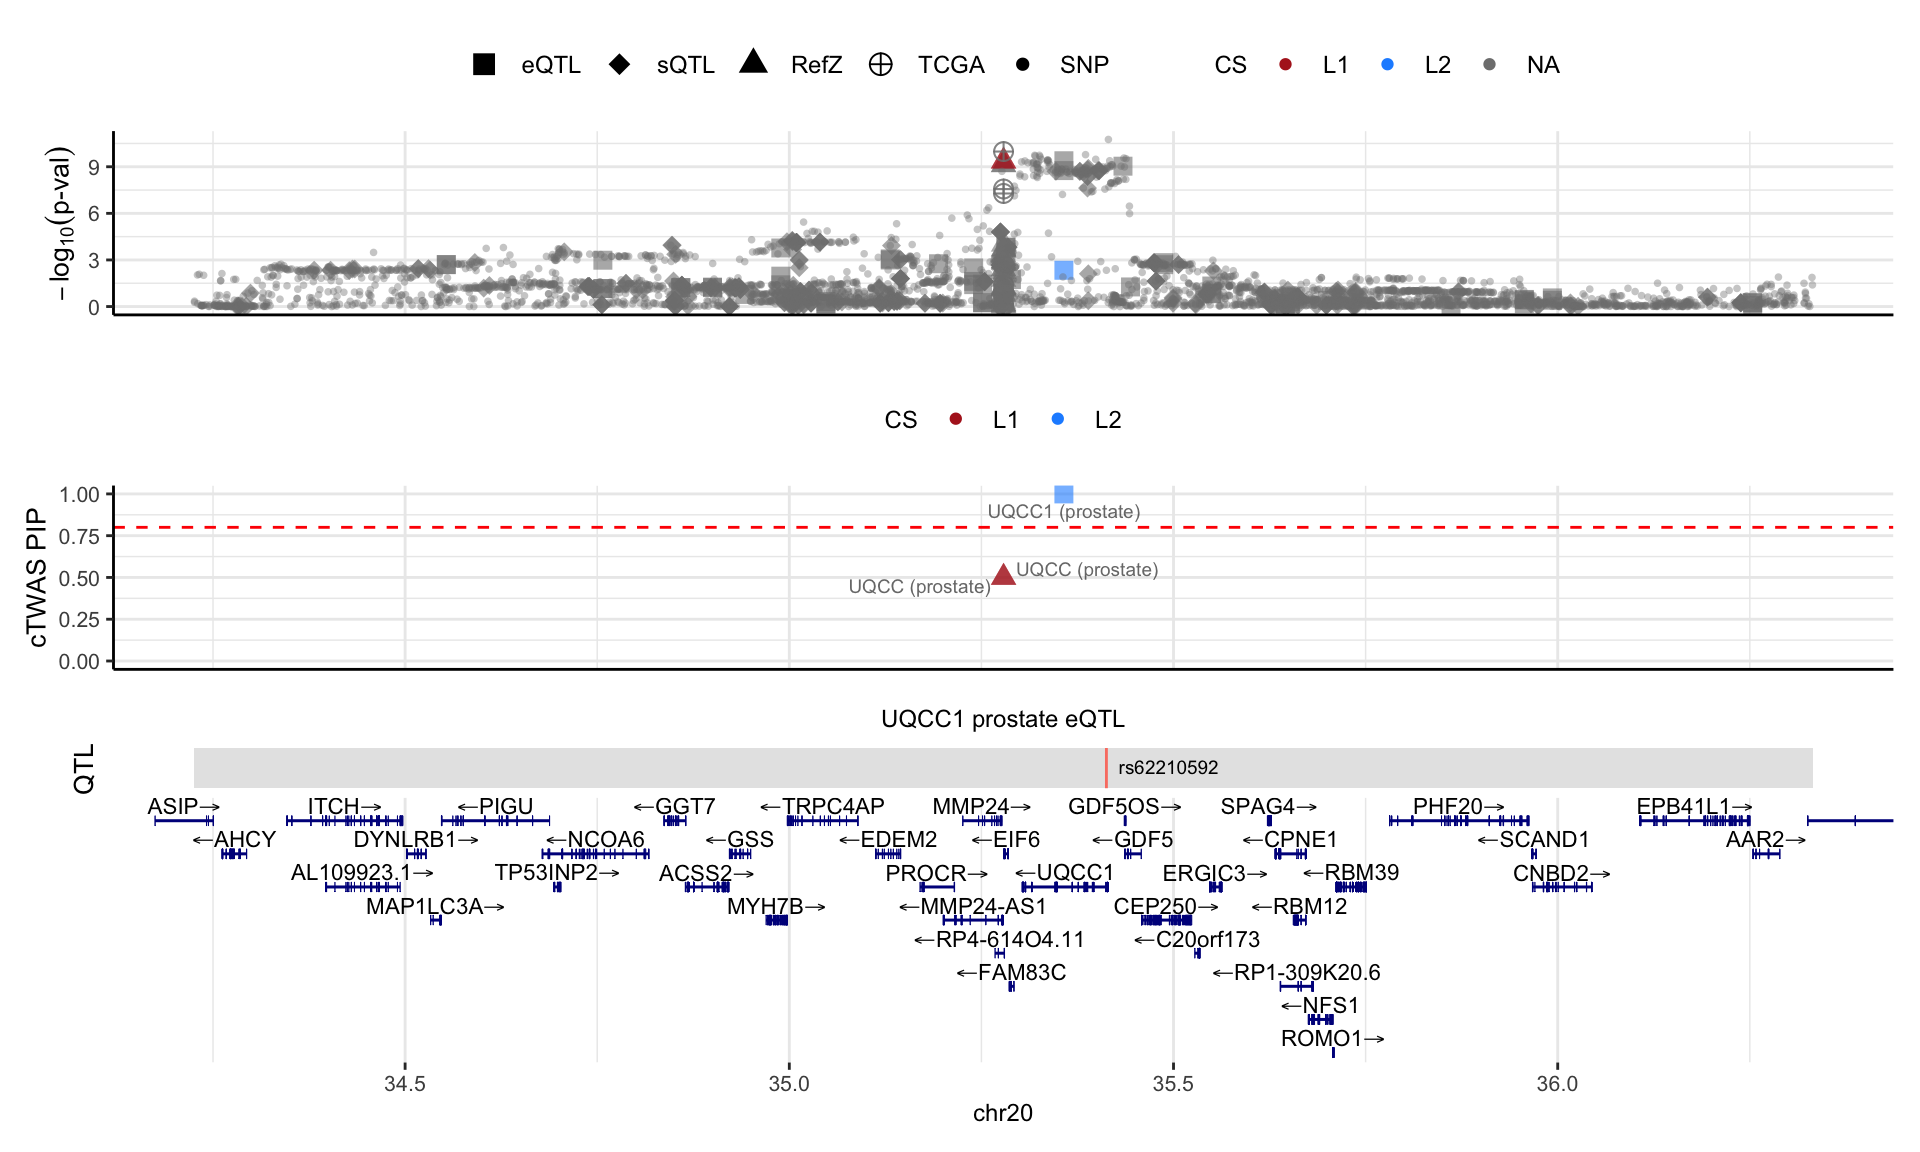 eQTL sQTL RefZ TCGA SNP CS L1 L2 NA
−log10(p-val)
9
6
3
0
CS L1 L2
cTWAS PIP
1.00
0.75
0.50
0.25
0.00
UQCC1 (prostate)
UQCC (prostate)
UQCC (prostate)
UQCC1 prostate eQTL
QTL
rs62210592
ASIP→ ITCH→ ←PIGU ←GGT7 ←TRPC4AP MMP24→ GDF5OS→ SPAG4→ PHF20→ EPB41L1→
←AHCY DYNLRB1→ ←NCOA6 ←GSS ←EDEM2 ←EIF6 ←GDF5 ←CPNE1 ←SCAND1 AAR2→
AL109923.1→ TP53INP2→ ACSS2→ PROCR→ ←UQCC1 ERGIC3→ ←RBM39 CNBD2→
MAP1LC3A→ MYH7B→ ←MMP24-AS1 CEP250→ ←RBM12
←RP4-614O4.11 ←C20orf173
←FAM83C ←RP1-309K20.6
←NFS1
ROMO1→
34.5 35.0 35.5 36.0
chr20